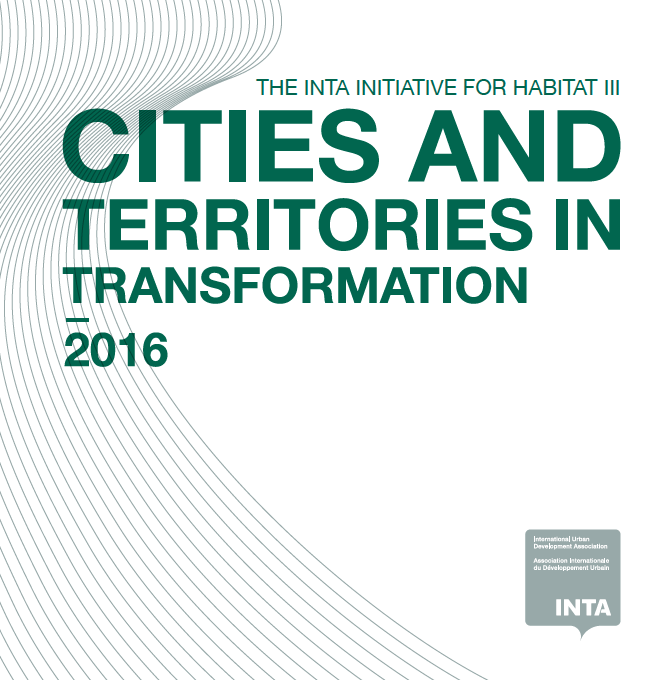 THE INTA INITIATIVE FOR HABITAT III
CITIES AND
TERRITORIES IN
TRANSFORMATION
2016
International Urban
Development Association
Association Internationale
du Développement Urbain
INTA